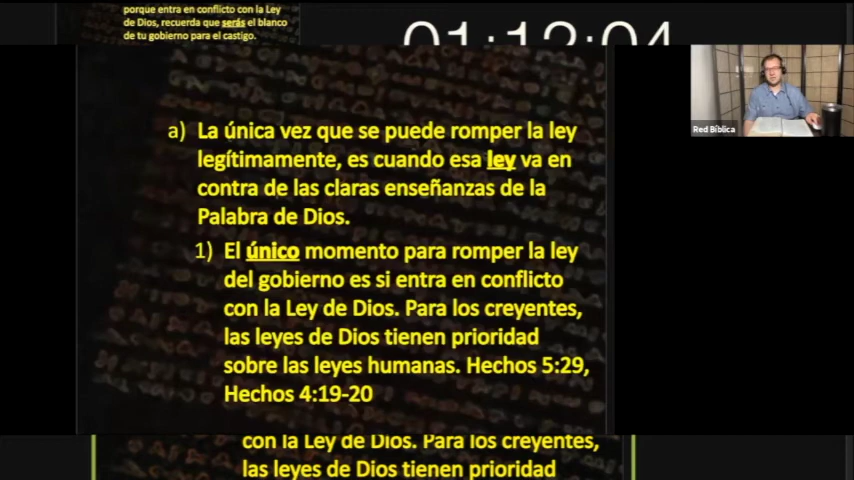 porque entra en conflicto con la Ley
de Dios, recuerda que serás el blanco
de tu gobierno para el castigo.
01:12:04
Red Bíblica
a) La única vez que se puede romper la ley
legítimamente, es cuando esa ley va en
contra de las claras enseñanzas de la
Palabra de Dios.
1) El único momento para romper la ley
del gobierno es si entra en conflicto
con la Ley de Dios. Para los creyentes,
las leyes de Dios tienen prioridad
sobre las leyes humanas. Hechos 5:29,
Hechos 4:19-20
con la Ley de Dios. Para los creyentes,
las leyes de Dios tienen prioridad